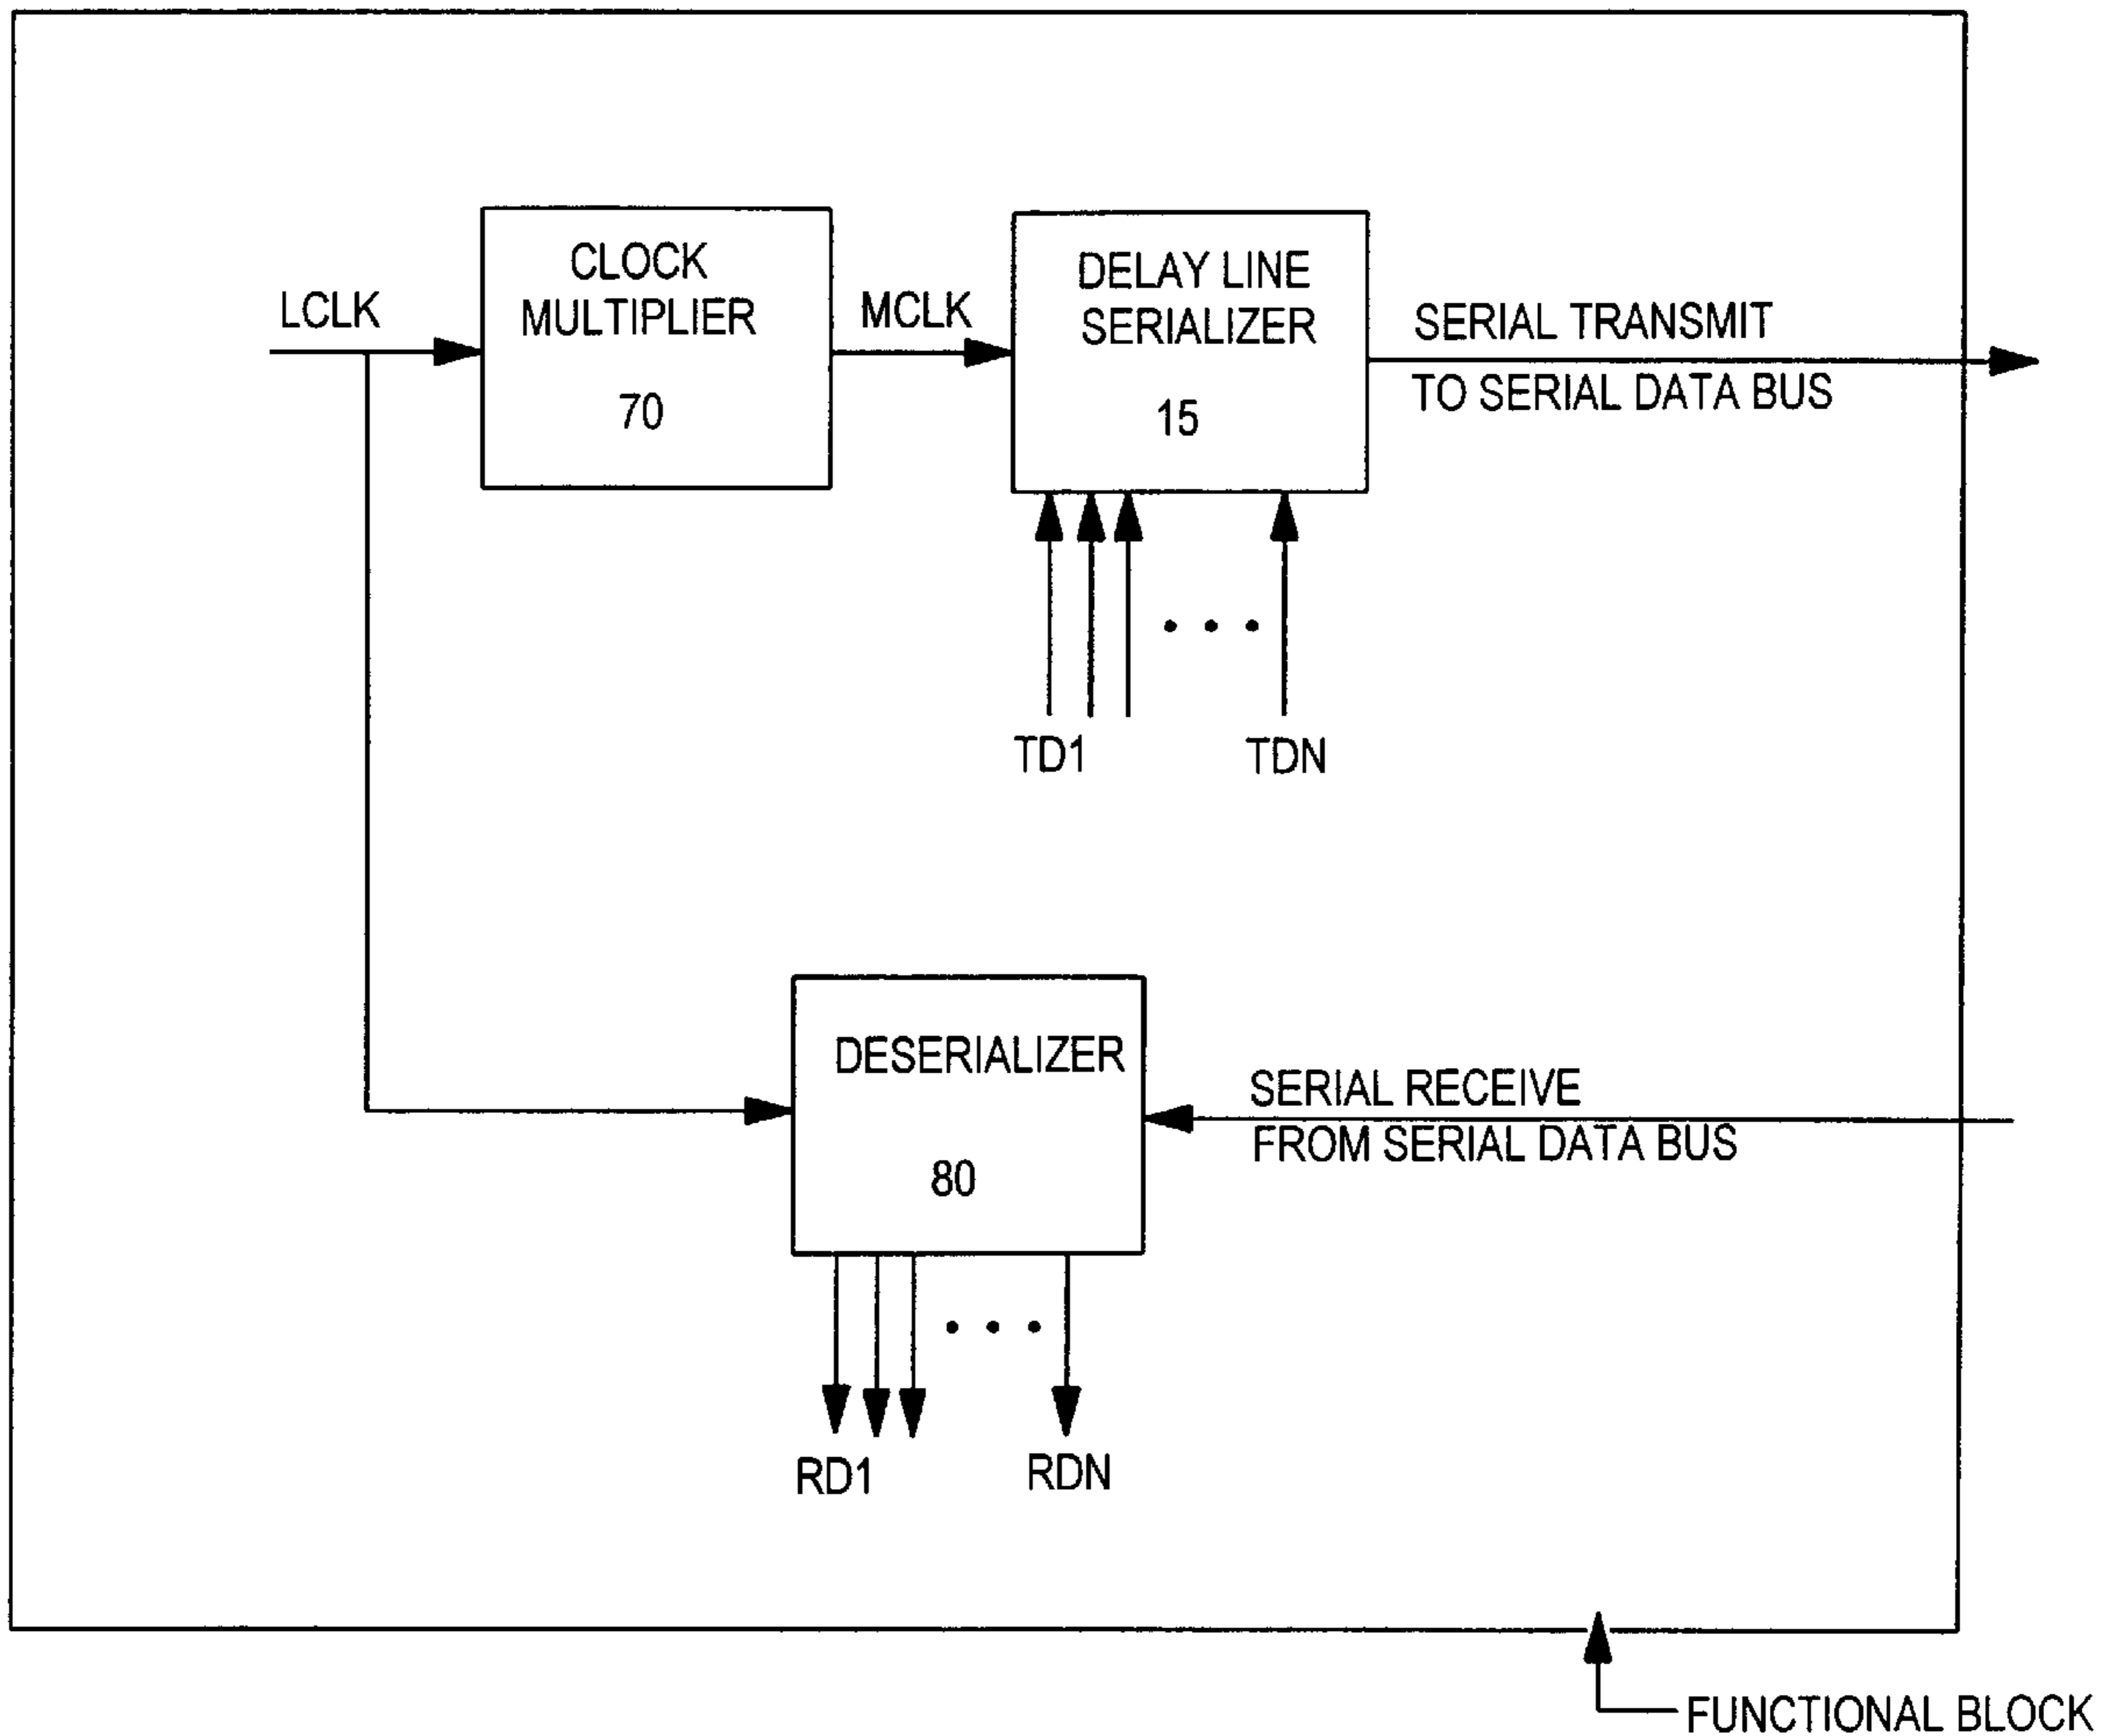 CLOCK
MULTIPLIER
70
LCLK
MCLK
DELAY LINE
SERIALIZER
15
SERIAL TRANSMIT
TO SERIAL DATA BUS
TD1
TDN
DESERIALIZER
80
SERIAL RECEIVE
FROM SERIAL DATA BUS
RD1
RDN
FUNCTIONAL BLOCK